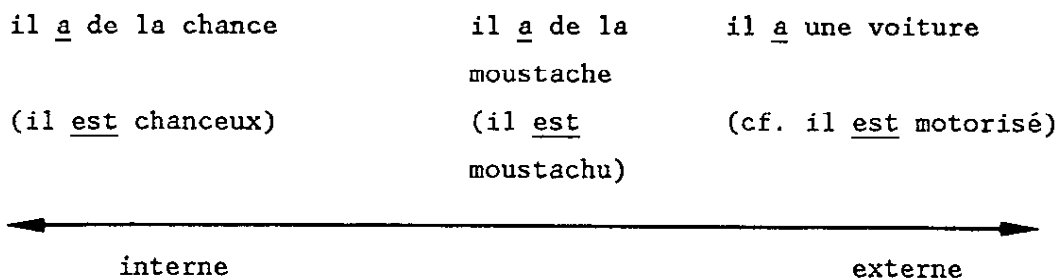 il a de la chance il a de la il a une voiture
moustache
(il est chanceux) (il est (cf. il est motorisé)
moustachu)
interne externe